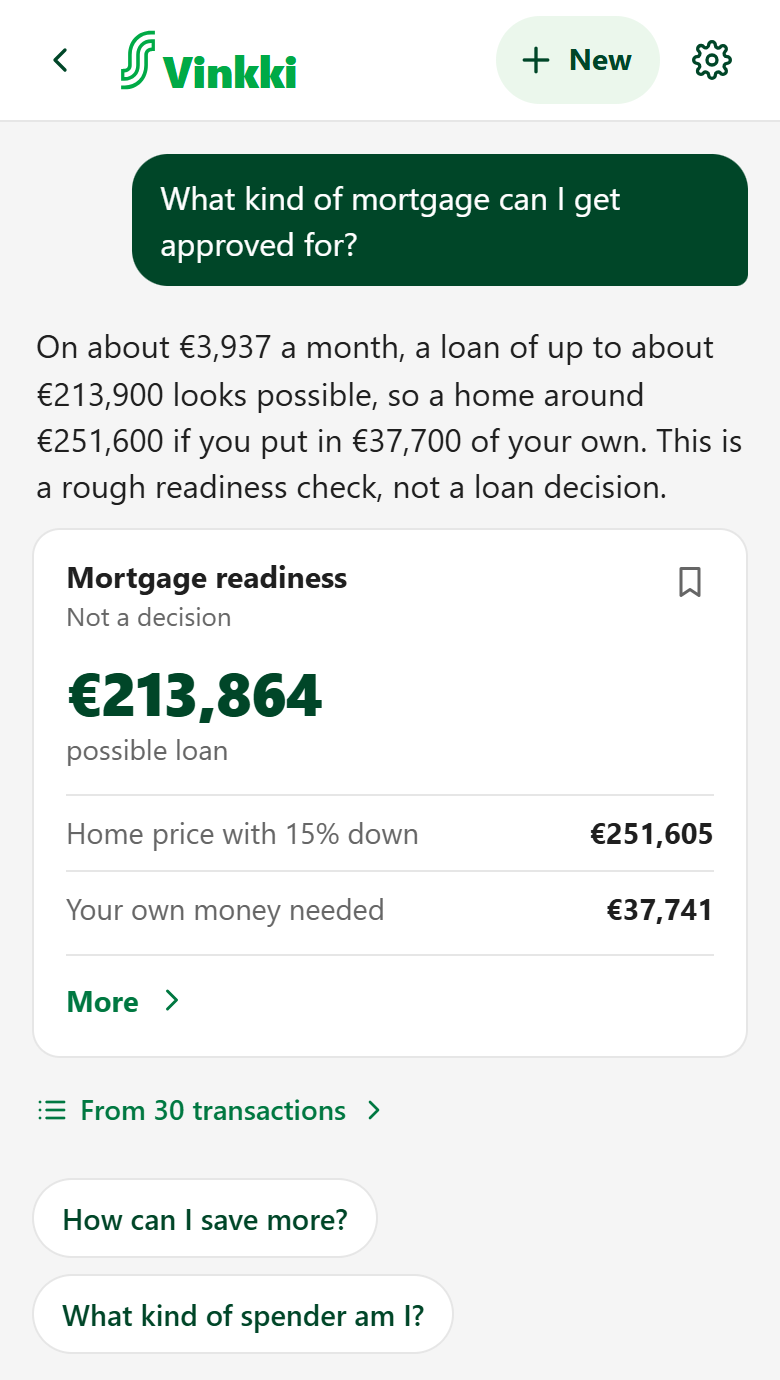 Vinkki
New
What kind of mortgage can I get
approved for?
On about €3,937 a month, a loan of up to about
€213,900 looks possible, so a home around
€251,600 if you put in €37,700 of your own. This is
a rough readiness check, not a loan decision.
Mortgage readiness
Not a decision
€213,864
possible loan
Home price with 15% down €251,605
Your own money needed €37,741
More
From 30 transactions
How can I save more?
What kind of spender am I?